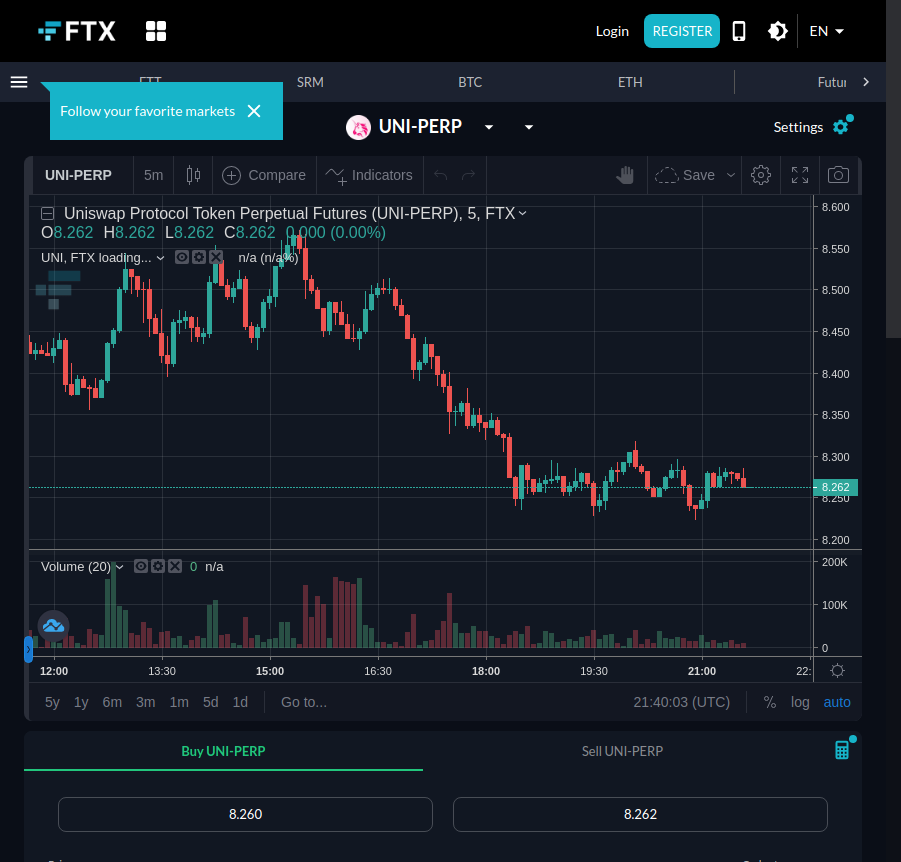 FTX
Login
REGISTER
EN
FTT
SRM
BTC
ETH
Futur
Follow your favorite markets
UNI-PERP
Settings
UNI-PERP
5m
Compare
Indicators
Save
Uniswap Protocol Token Perpetual Futures (UNI-PERP), 5, FTX
O8.262 H8.262 L8.262 C8.262 0.000 (0.00%)
UNI, FTX loading... n/a (n/a%)
8.600
8.550
8.500
8.450
8.400
8.350
8.300
8.262
8.250
8.200
Volume (20) 0 n/a
200K
100K
0
12:00 13:30 15:00 16:30 18:00 19:30 21:00 22:
5y 1y 6m 3m 1m 5d 1d Go to... 21:40:03 (UTC) % log auto
Buy UNI-PERP
Sell UNI-PERP
8.260
8.262